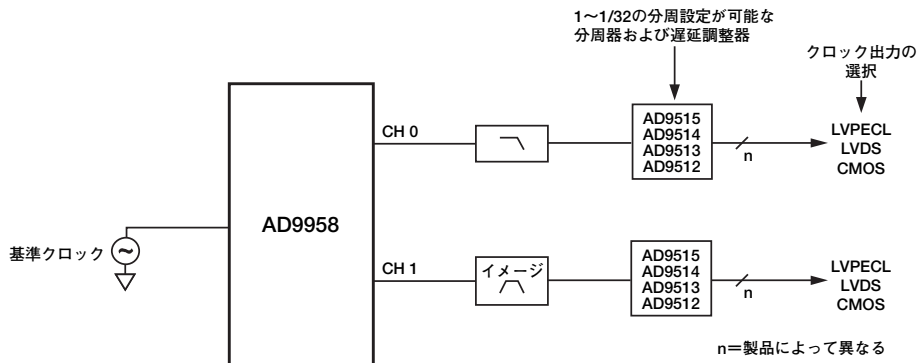 1〜1/32の分周設定が可能な
分周器および遅延調整器
クロック出力の
選択
CH 0
AD9515
AD9514
AD9513
AD9512
n
LVPECL
LVDS
CMOS
AD9958
基準クロック
CH 1
イメージ
AD9515
AD9514
AD9513
AD9512
n
LVPECL
LVDS
CMOS
n=製品によって異なる